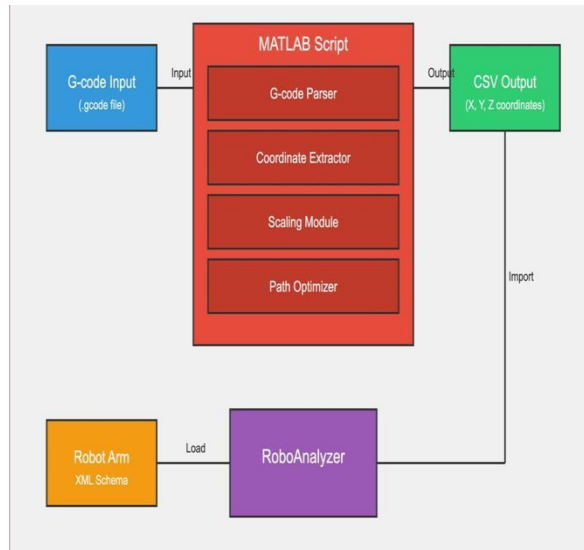 MATLAB Script
G-code Input
(.gcode file)
Input
G-code Parser
Coordinate Extractor
Scaling Module
Path Optimizer
Output
CSV Output
(X, Y, Z coordinates)
Import
Robot Arm
XML Schema
Load
RoboAnalyzer